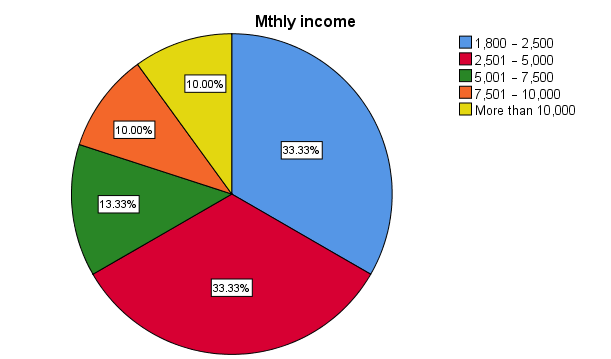 Mthly income
1,800 – 2,500
2,501 – 5,000
5,001 – 7,500
7,501 – 10,000
More than 10,000
10.00%
10.00%
33.33%
13.33%
33.33%